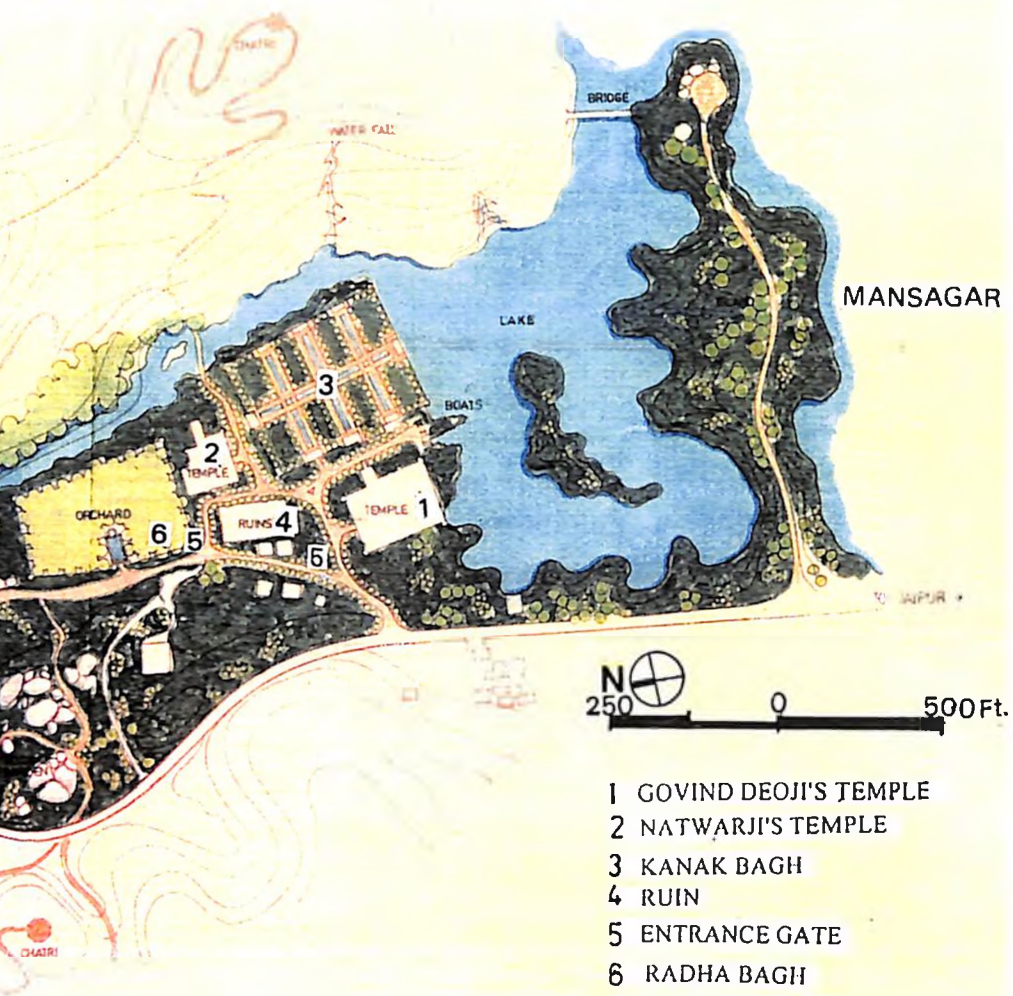 CHATRI
WATER FALL
BRIDGE
MANSAGAR
LAKE
3
BOATS
2
TEMPLE
ORCHARD
6
5
RUINS 4
TEMPLE 1
5
TO JAIPUR
N
250 0 500 Ft.
1 GOVIND DEOJI'S TEMPLE
2 NATWARJI'S TEMPLE
3 KANAK BAGH
4 RUIN
5 ENTRANCE GATE
6 RADHA BAGH
CHATRI